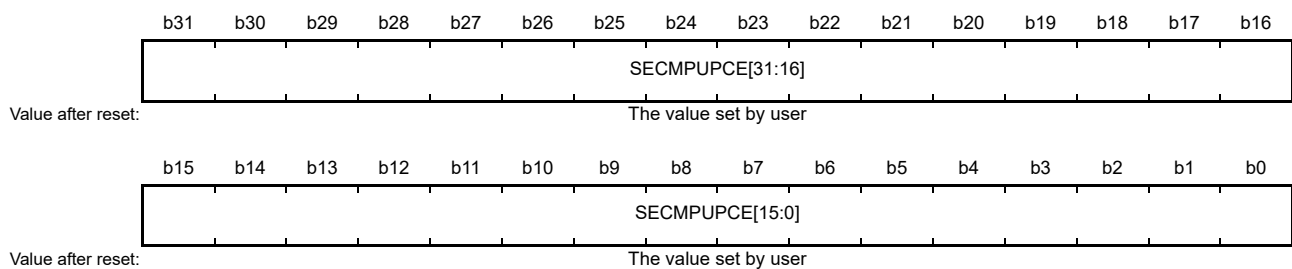 b31 b30 b29 b28 b27 b26 b25 b24 b23 b22 b21 b20 b19 b18 b17 b16
SECMPUPCE[31:16]
Value after reset: The value set by user
b15 b14 b13 b12 b11 b10 b9 b8 b7 b6 b5 b4 b3 b2 b1 b0
SECMPUPCE[15:0]
Value after reset: The value set by user